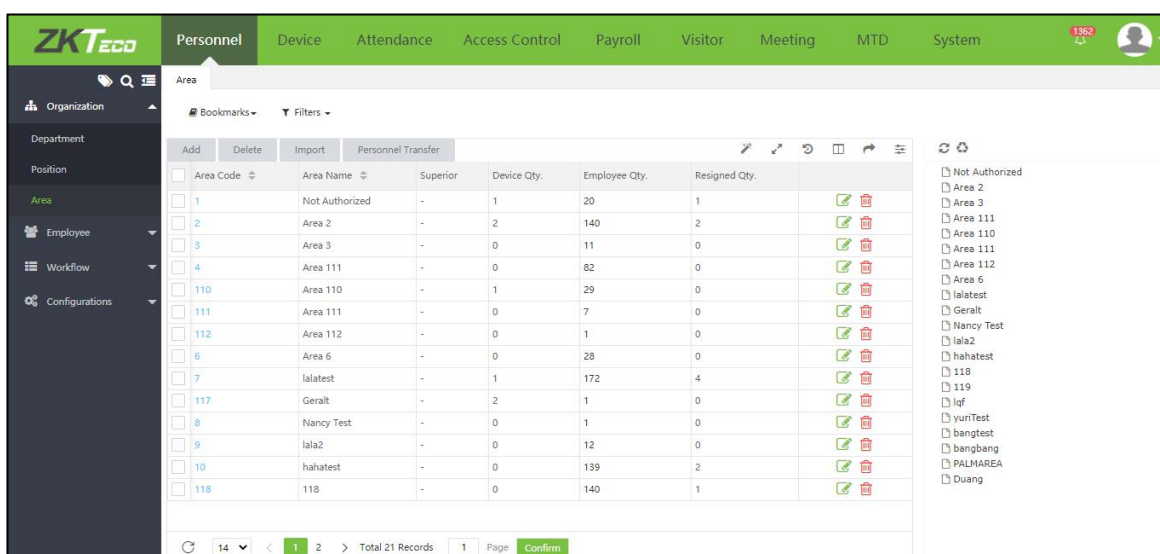 ZKTeco Personnel Device Attendance Access Control Payroll Visitor Meeting MTD System 1362
Area
Organization
Bookmarks Filters
Department
Position
Area
Employee
Workflow
Configurations
Add Delete Import Personnel Transfer
Area Code Area Name Superior Device Qty. Employee Qty. Resigned Qty.
1 Not Authorized - 1 20 1
2 Area 2 - 2 140 2
3 Area 3 - 0 11 0
4 Area 111 - 0 82 0
110 Area 110 - 1 29 0
111 Area 111 - 0 7 0
112 Area 112 - 0 1 0
6 Area 6 - 0 28 0
7 lalatest - 1 172 4
117 Geralt - 2 1 0
8 Nancy Test - 0 1 0
9 lala2 - 0 12 0
10 hahatest - 0 139 2
118 118 - 0 140 1
14 < 1 2 > Total 21 Records 1 Page Confirm
Not Authorized
Area 2
Area 3
Area 111
Area 110
Area 111
Area 112
Area 6
lalatest
Geralt
Nancy Test
lala2
hahatest
118
119
lqf
yuriTest
bangtest
bangbang
PALMAREA
Duang